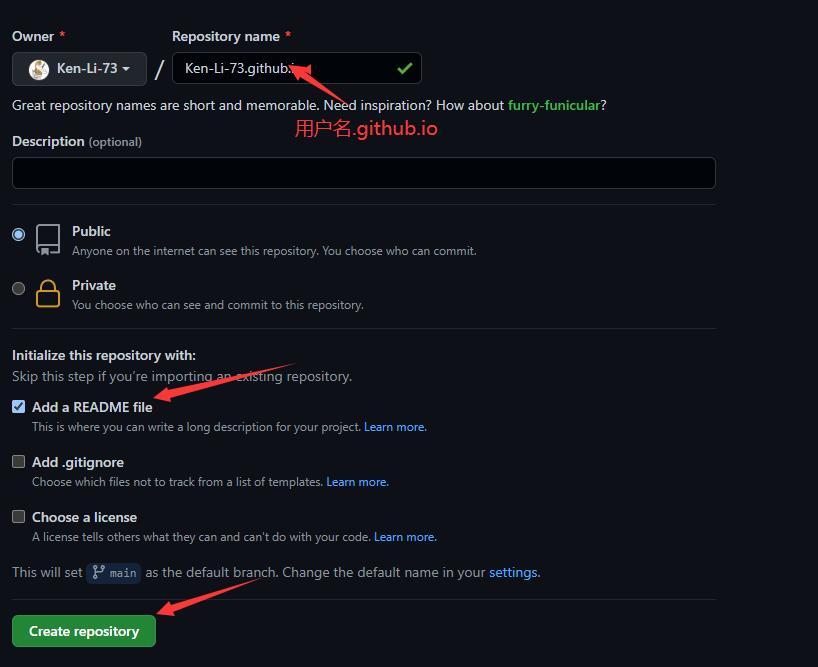 Owner * Repository name *
Ken-Li-73 / Ken-Li-73.github.i
Great repository names are short and memorable. Need inspiration? How about furry-funicular?
用户名.github.io
Description (optional)
Public
Anyone on the internet can see this repository. You choose who can commit.
Private
You choose who can see and commit to this repository.
Initialize this repository with:
Skip this step if you're importing an existing repository.
Add a README file
This is where you can write a long description for your project. Learn more.
Add .gitignore
Choose which files not to track from a list of templates. Learn more.
Choose a license
A license tells others what they can and can't do with your code. Learn more.
This will set main as the default branch. Change the default name in your settings.
Create repository